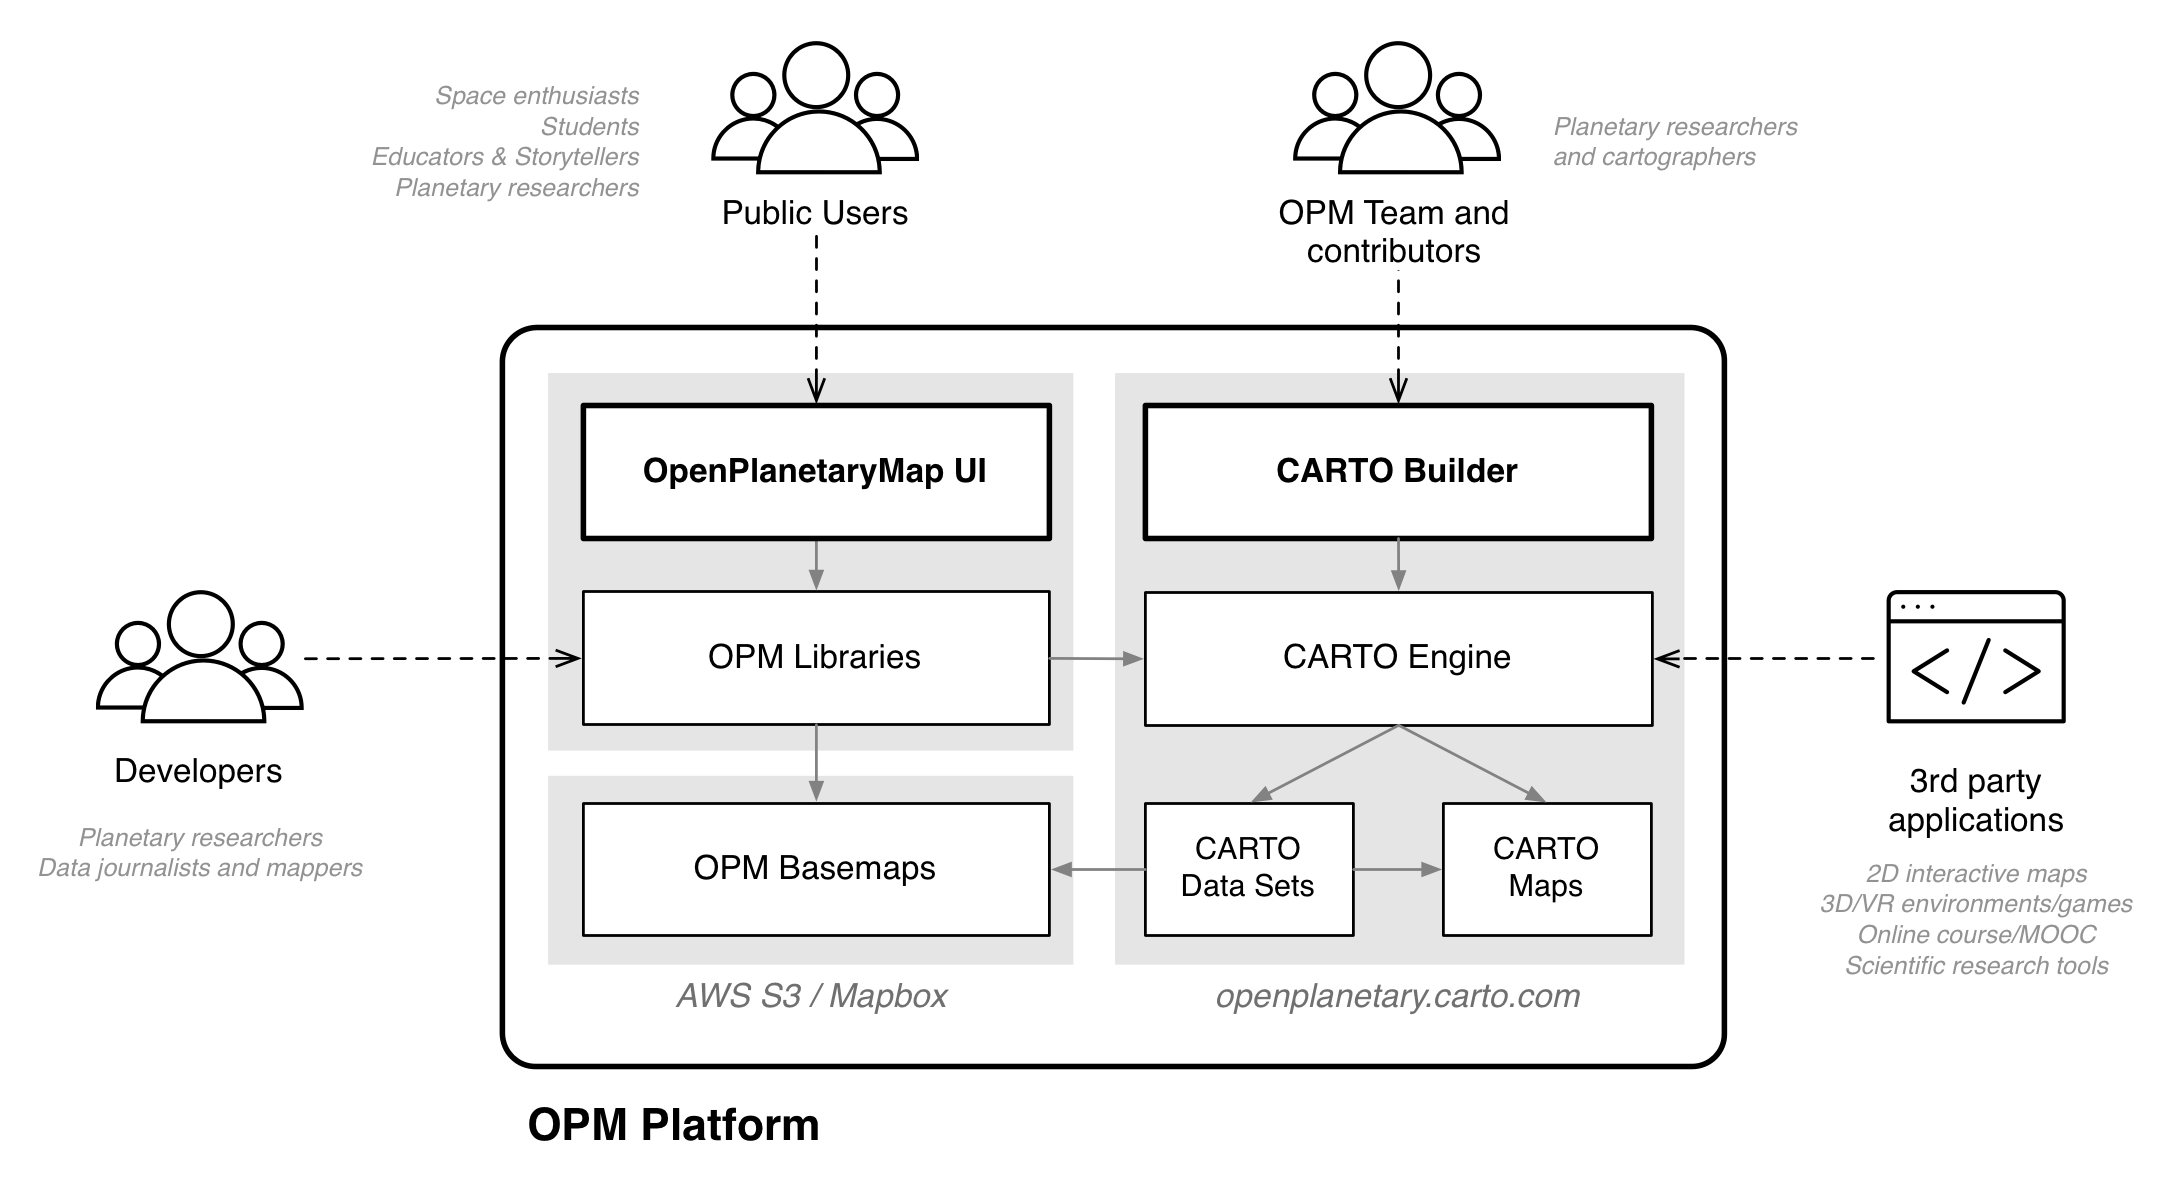 Space enthusiasts
Students
Educators & Storytellers
Planetary researchers
Public Users
OPM Team and
contributors
Planetary researchers
and cartographers
OpenPlanetaryMap UI
CARTO Builder
OPM Libraries
CARTO Engine
Developers
Planetary researchers
Data journalists and mappers
3rd party
applications
2D interactive maps
3D/VR environments/games
Online course/MOOC
Scientific research tools
OPM Basemaps
CARTO
Data Sets
CARTO
Maps
AWS S3 / Mapbox
openplanetary.carto.com
OPM Platform